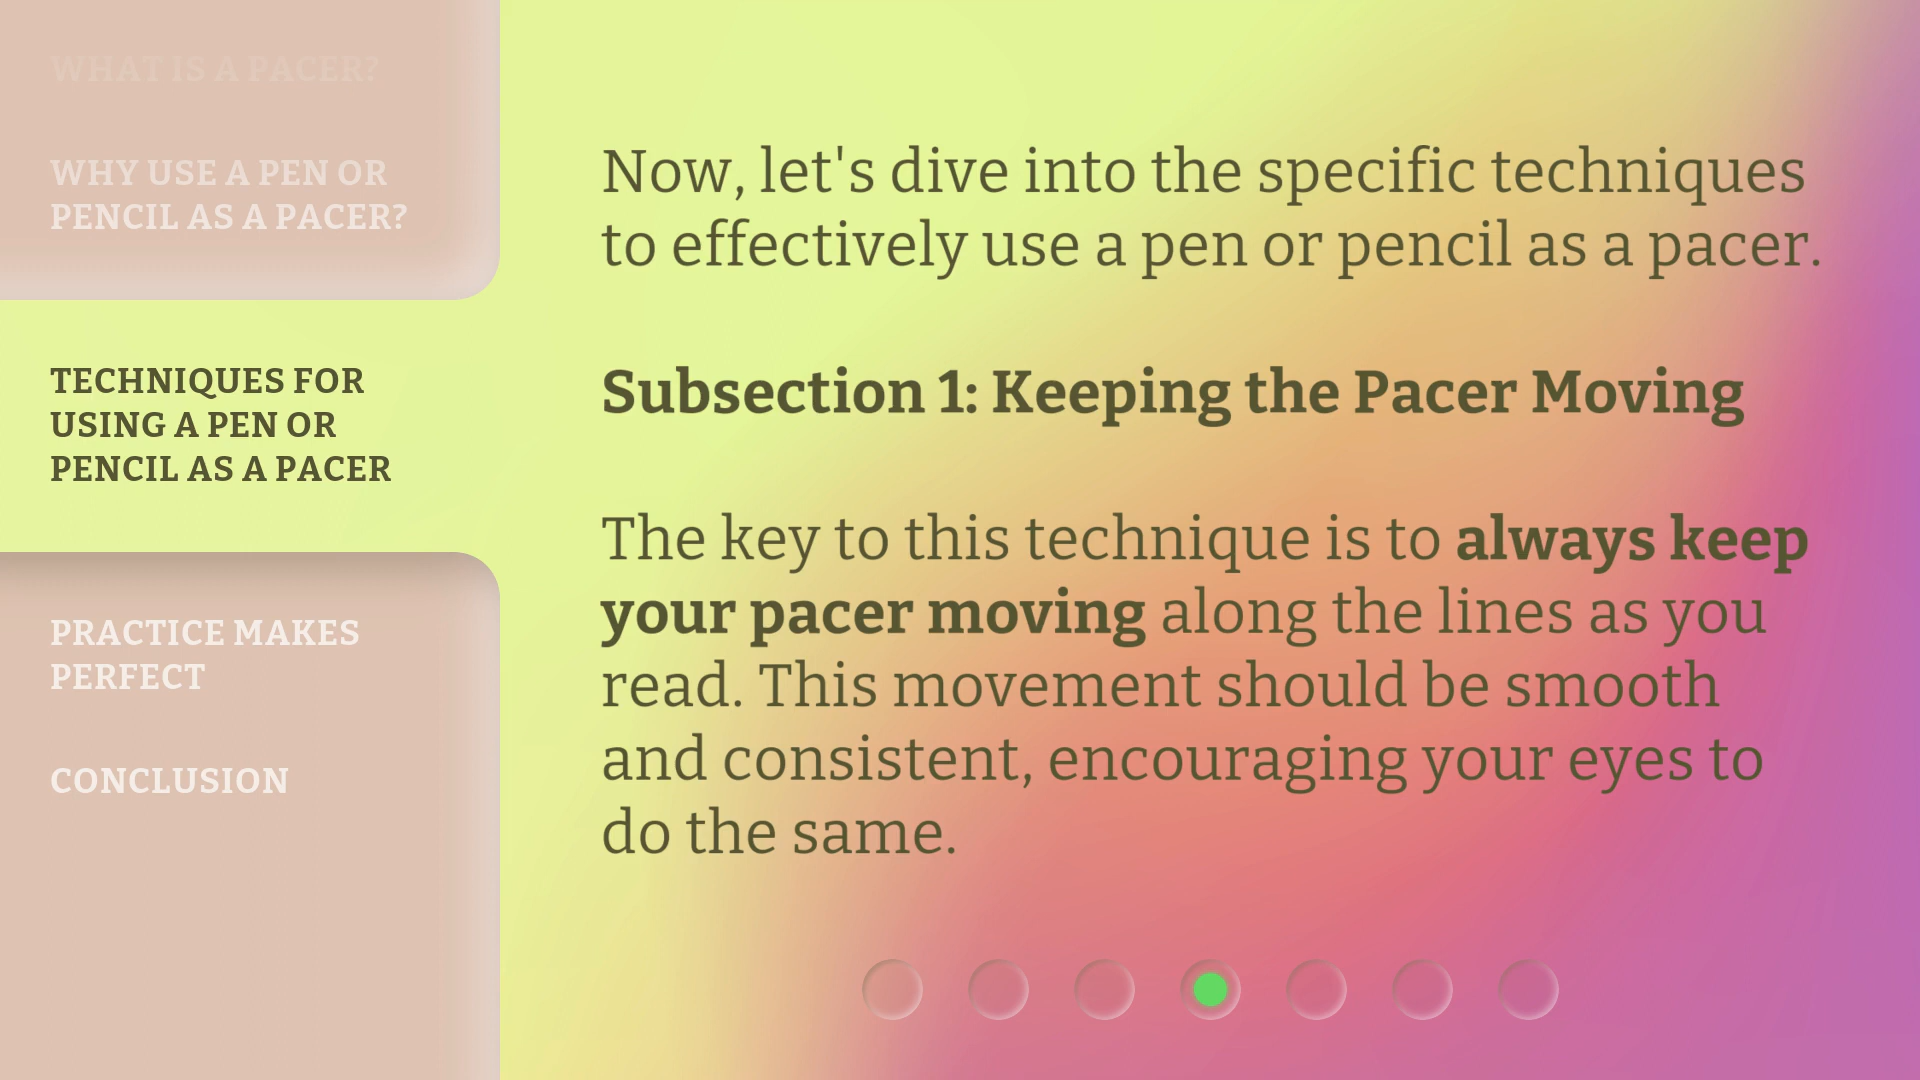 WHAT IS A PACER?
WHY USE A PEN OR
PENCIL AS A PACER?
TECHNIQUES FOR
USING A PEN OR
PENCIL AS A PACER
PRACTICE MAKES
PERFECT
CONCLUSION
Now, let's dive into the specific techniques
to effectively use a pen or pencil as a pacer.
Subsection 1: Keeping the Pacer Moving
The key to this technique is to always keep
your pacer moving along the lines as you
read. This movement should be smooth
and consistent, encouraging your eyes to
do the same.